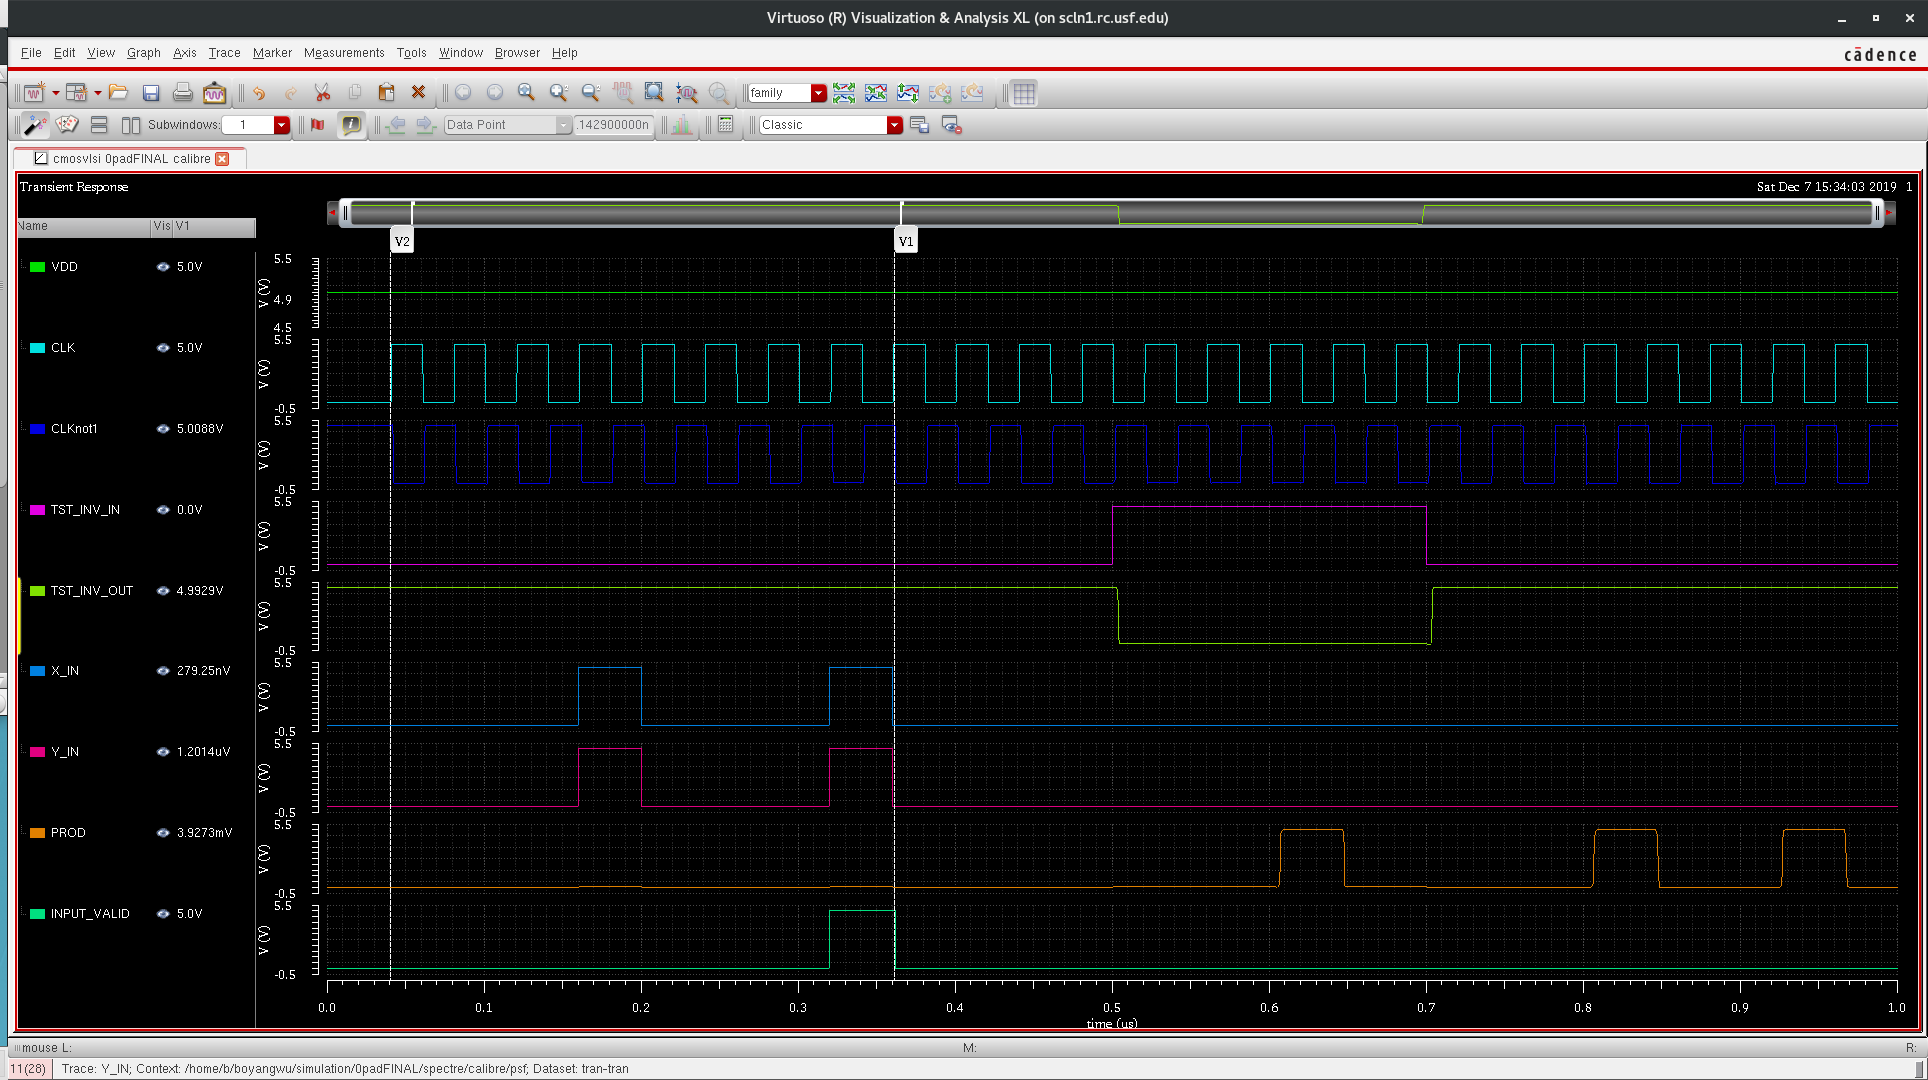 Virtuoso (R) Visualization & Analysis XL (on scln1.rc.usf.edu)
File Edit View Graph Axis Trace Marker Measurements Tools Window Browser Help
cādence
family
Subwindows: 1 Data Point .142900000n Classic
cmosvlsi 0padFINAL calibre
Transient Response Sat Dec 7 15:34:03 2019 1
Name Vis V1
V2 V1
VDD 5.0V
V (V) 5.5 4.9 4.5
CLK 5.0V
V (V) 5.5 -0.5
CLKnot1 5.0088V
V (V) 5.5 -0.5
TST_INV_IN 0.0V
V (V) 5.5 -0.5
TST_INV_OUT 4.9929V
V (V) 5.5 -0.5
X_IN 279.25nV
V (V) 5.5 -0.5
Y_IN 1.2014uV
V (V) 5.5 -0.5
PROD 3.9273mV
V (V) 5.5 -0.5
INPUT_VALID 5.0V
V (V) 5.5 -0.5
0.0 0.1 0.2 0.3 0.4 0.5 0.6 0.7 0.8 0.9 1.0
time (us)
mouse L: M: R:
11(28) Trace: Y_IN; Context: /home/b/boyangwu/simulation/0padFINAL/spectre/calibre/psf; Dataset: tran-tran